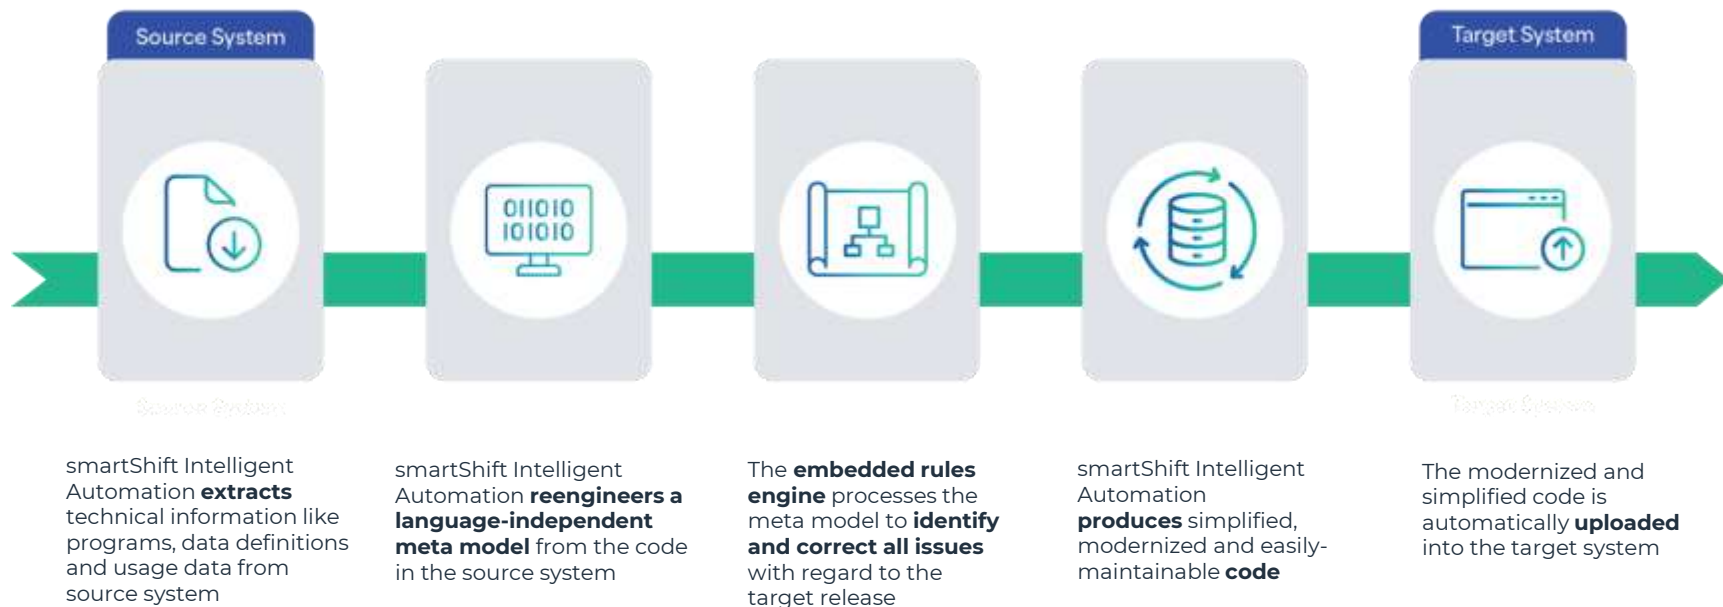 Source System
Target System
011010
101010
Source System
Target System
smartShift Intelligent
Automation extracts
technical information like
programs, data definitions
and usage data from
source system
smartShift Intelligent
Automation reengineers a
language-independent
meta model from the code
in the source system
The embedded rules
engine processes the
meta model to identify
and correct all issues
with regard to the
target release
smartShift Intelligent
Automation
produces simplified,
modernized and easily-
maintainable code
The modernized and
simplified code is
automatically uploaded
into the target system